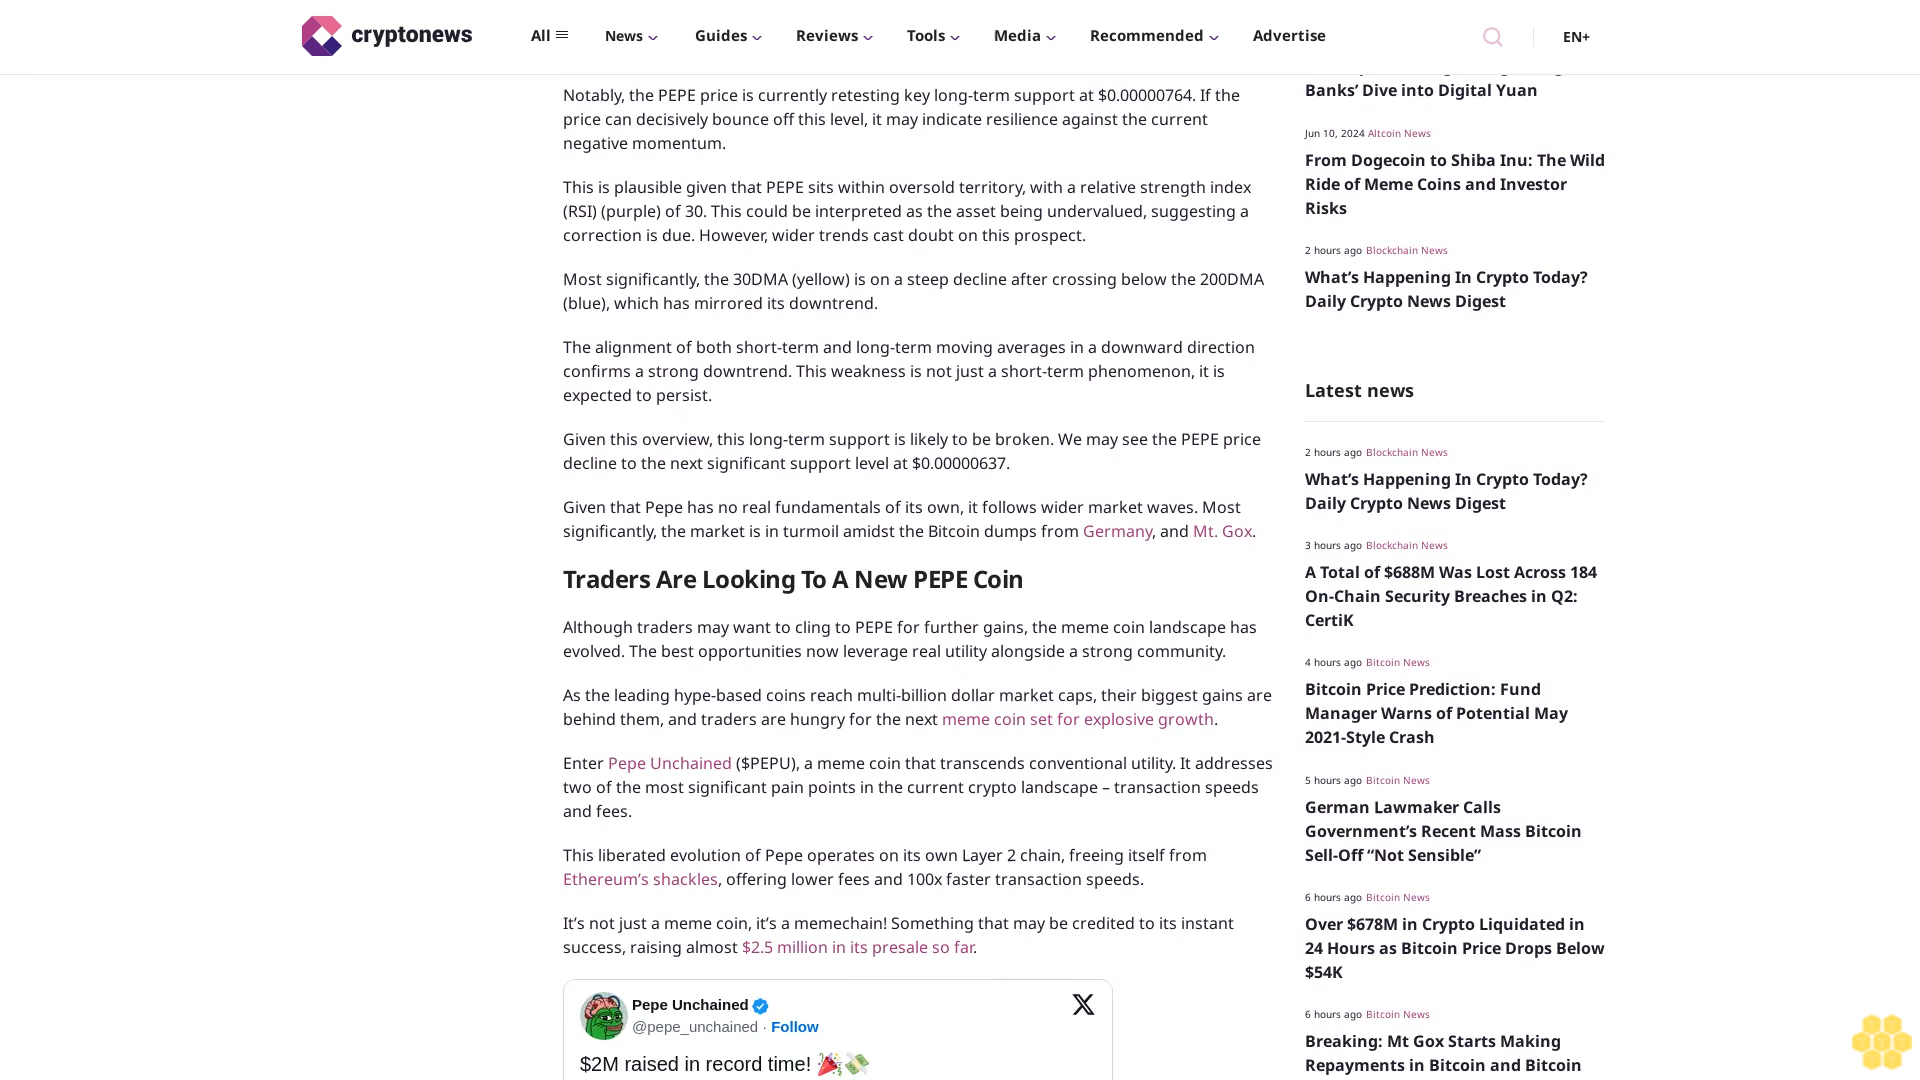 cryptonews
All
News
Guides
Reviews
Tools
Media
Recommended
Advertise
EN+
Notably, the PEPE price is currently retesting key long-term support at $0.00000764. If the
price can decisively bounce off this level, it may indicate resilience against the current
negative momentum.
This is plausible given that PEPE sits within oversold territory, with a relative strength index
(RSI) (purple) of 30. This could be interpreted as the asset being undervalued, suggesting a
correction is due. However, wider trends cast doubt on this prospect.
Most significantly, the 30DMA (yellow) is on a steep decline after crossing below the 200DMA
(blue), which has mirrored its downtrend.
The alignment of both short-term and long-term moving averages in a downward direction
confirms a strong downtrend. This weakness is not just a short-term phenomenon, it is
expected to persist.
Given this overview, this long-term support is likely to be broken. We may see the PEPE price
decline to the next significant support level at $0.00000637.
Given that Pepe has no real fundamentals of its own, it follows wider market waves. Most
significantly, the market is in turmoil amidst the Bitcoin dumps from Germany, and Mt. Gox.
Traders Are Looking To A New PEPE Coin
Although traders may want to cling to PEPE for further gains, the meme coin landscape has
evolved. The best opportunities now leverage real utility alongside a strong community.
As the leading hype-based coins reach multi-billion dollar market caps, their biggest gains are
behind them, and traders are hungry for the next meme coin set for explosive growth.
Enter Pepe Unchained ($PEPU), a meme coin that transcends conventional utility. It addresses
two of the most significant pain points in the current crypto landscape – transaction speeds
and fees.
This liberated evolution of Pepe operates on its own Layer 2 chain, freeing itself from
Ethereum’s shackles, offering lower fees and 100x faster transaction speeds.
It’s not just a meme coin, it’s a memechain! Something that may be credited to its instant
success, raising almost $2.5 million in its presale so far.
Pepe Unchained
@pepe_unchained · Follow
$2M raised in record time! 🎉💸
Banks’ Dive into Digital Yuan
Jun 10, 2024 Altcoin News
From Dogecoin to Shiba Inu: The Wild
Ride of Meme Coins and Investor
Risks
2 hours ago Blockchain News
What’s Happening In Crypto Today?
Daily Crypto News Digest
Latest news
2 hours ago Blockchain News
What’s Happening In Crypto Today?
Daily Crypto News Digest
3 hours ago Blockchain News
A Total of $688M Was Lost Across 184
On-Chain Security Breaches in Q2:
CertiK
4 hours ago Bitcoin News
Bitcoin Price Prediction: Fund
Manager Warns of Potential May
2021-Style Crash
5 hours ago Bitcoin News
German Lawmaker Calls
Government’s Recent Mass Bitcoin
Sell-Off “Not Sensible”
6 hours ago Bitcoin News
Over $678M in Crypto Liquidated in
24 Hours as Bitcoin Price Drops Below
$54K
6 hours ago Bitcoin News
Breaking: Mt Gox Starts Making
Repayments in Bitcoin and Bitcoin